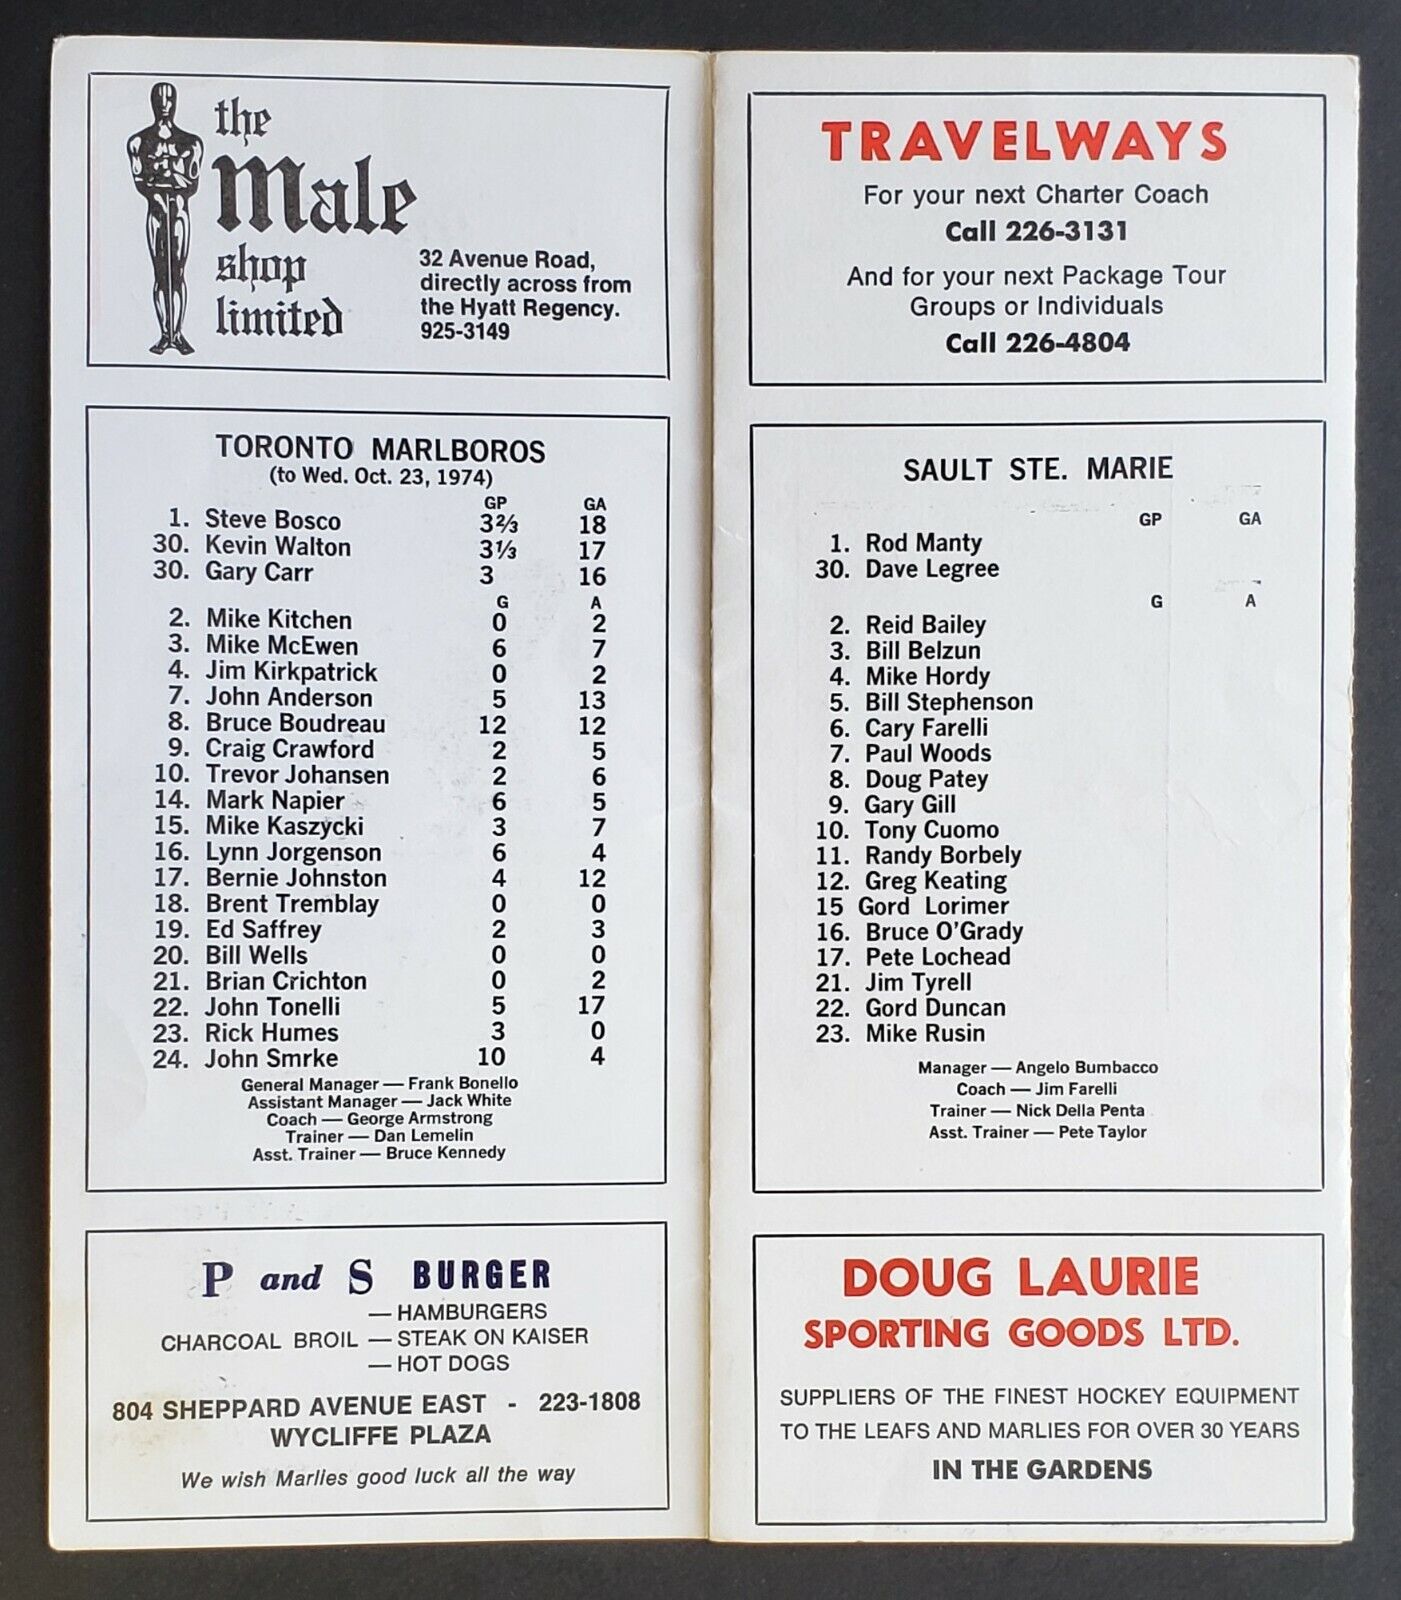 the
Male
shop
limited
32 Avenue Road,
directly across from
the Hyatt Regency.
925-3149
TORONTO MARLBOROS
(to Wed. Oct. 23, 1974)
GP GA
1. Steve Bosco 3⅔ 18
30. Kevin Walton 3⅓ 17
30. Gary Carr 3 16
G A
2. Mike Kitchen 0 2
3. Mike McEwen 6 7
4. Jim Kirkpatrick 0 2
7. John Anderson 5 13
8. Bruce Boudreau 12 12
9. Craig Crawford 2 5
10. Trevor Johansen 2 6
14. Mark Napier 6 5
15. Mike Kaszycki 3 7
16. Lynn Jorgenson 6 4
17. Bernie Johnston 4 12
18. Brent Tremblay 0 0
19. Ed Saffrey 2 3
20. Bill Wells 0 0
21. Brian Crichton 0 2
22. John Tonelli 5 17
23. Rick Humes 3 0
24. John Smrke 10 4
General Manager — Frank Bonello
Assistant Manager — Jack White
Coach — George Armstrong
Trainer — Dan Lemelin
Asst. Trainer — Bruce Kennedy
P and S BURGER
— HAMBURGERS
CHARCOAL BROIL — STEAK ON KAISER
— HOT DOGS
804 SHEPPARD AVENUE EAST - 223-1808
WYCLIFFE PLAZA
We wish Marlies good luck all the way
TRAVELWAYS
For your next Charter Coach
Call 226-3131
And for your next Package Tour
Groups or Individuals
Call 226-4804
SAULT STE. MARIE
GP GA
1. Rod Manty
30. Dave Legree
G A
2. Reid Bailey
3. Bill Belzun
4. Mike Hordy
5. Bill Stephenson
6. Cary Farelli
7. Paul Woods
8. Doug Patey
9. Gary Gill
10. Tony Cuomo
11. Randy Borbely
12. Greg Keating
15 Gord Lorimer
16. Bruce O'Grady
17. Pete Lochead
21. Jim Tyrell
22. Gord Duncan
23. Mike Rusin
Manager — Angelo Bumbacco
Coach — Jim Farelli
Trainer — Nick Della Penta
Asst. Trainer — Pete Taylor
DOUG LAURIE
SPORTING GOODS LTD.
SUPPLIERS OF THE FINEST HOCKEY EQUIPMENT
TO THE LEAFS AND MARLIES FOR OVER 30 YEARS
IN THE GARDENS